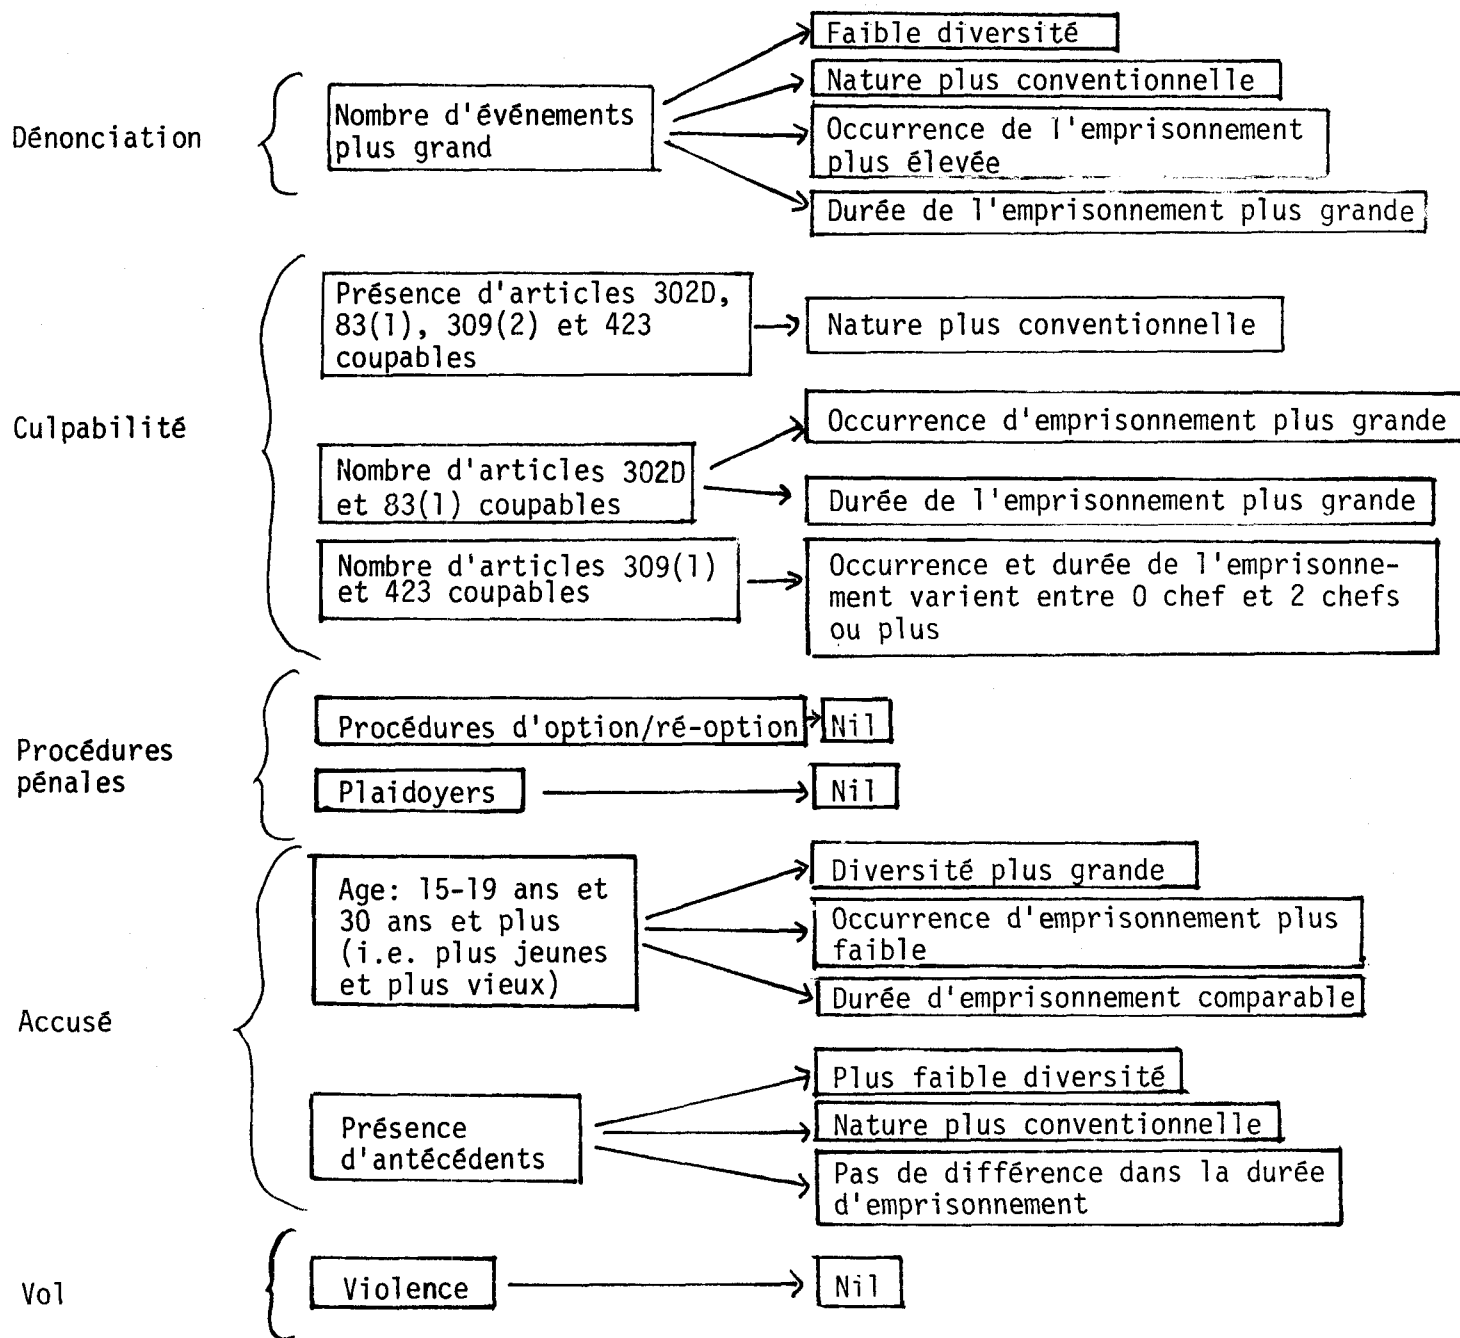 Dénonciation
Nombre d'événements
plus grand
Faible diversité
Nature plus conventionnelle
Occurrence de l'emprisonnement
plus élevée
Durée de l'emprisonnement plus grande
Culpabilité
Présence d'articles 302D,
83(1), 309(2) et 423
coupables
Nature plus conventionnelle
Nombre d'articles 302D
et 83(1) coupables
Occurrence d'emprisonnement plus grande
Durée de l'emprisonnement plus grande
Nombre d'articles 309(1)
et 423 coupables
Occurrence et durée de l'emprisonne-
ment varient entre 0 chef et 2 chefs
ou plus
Procédures
pénales
Procédures d'option/ré-option
Nil
Plaidoyers
Nil
Accusé
Age: 15-19 ans et
30 ans et plus
(i.e. plus jeunes
et plus vieux)
Diversité plus grande
Occurrence d'emprisonnement plus
faible
Durée d'emprisonnement comparable
Présence
d'antécédents
Plus faible diversité
Nature plus conventionnelle
Pas de différence dans la durée
d'emprisonnement
Vol
Violence
Nil